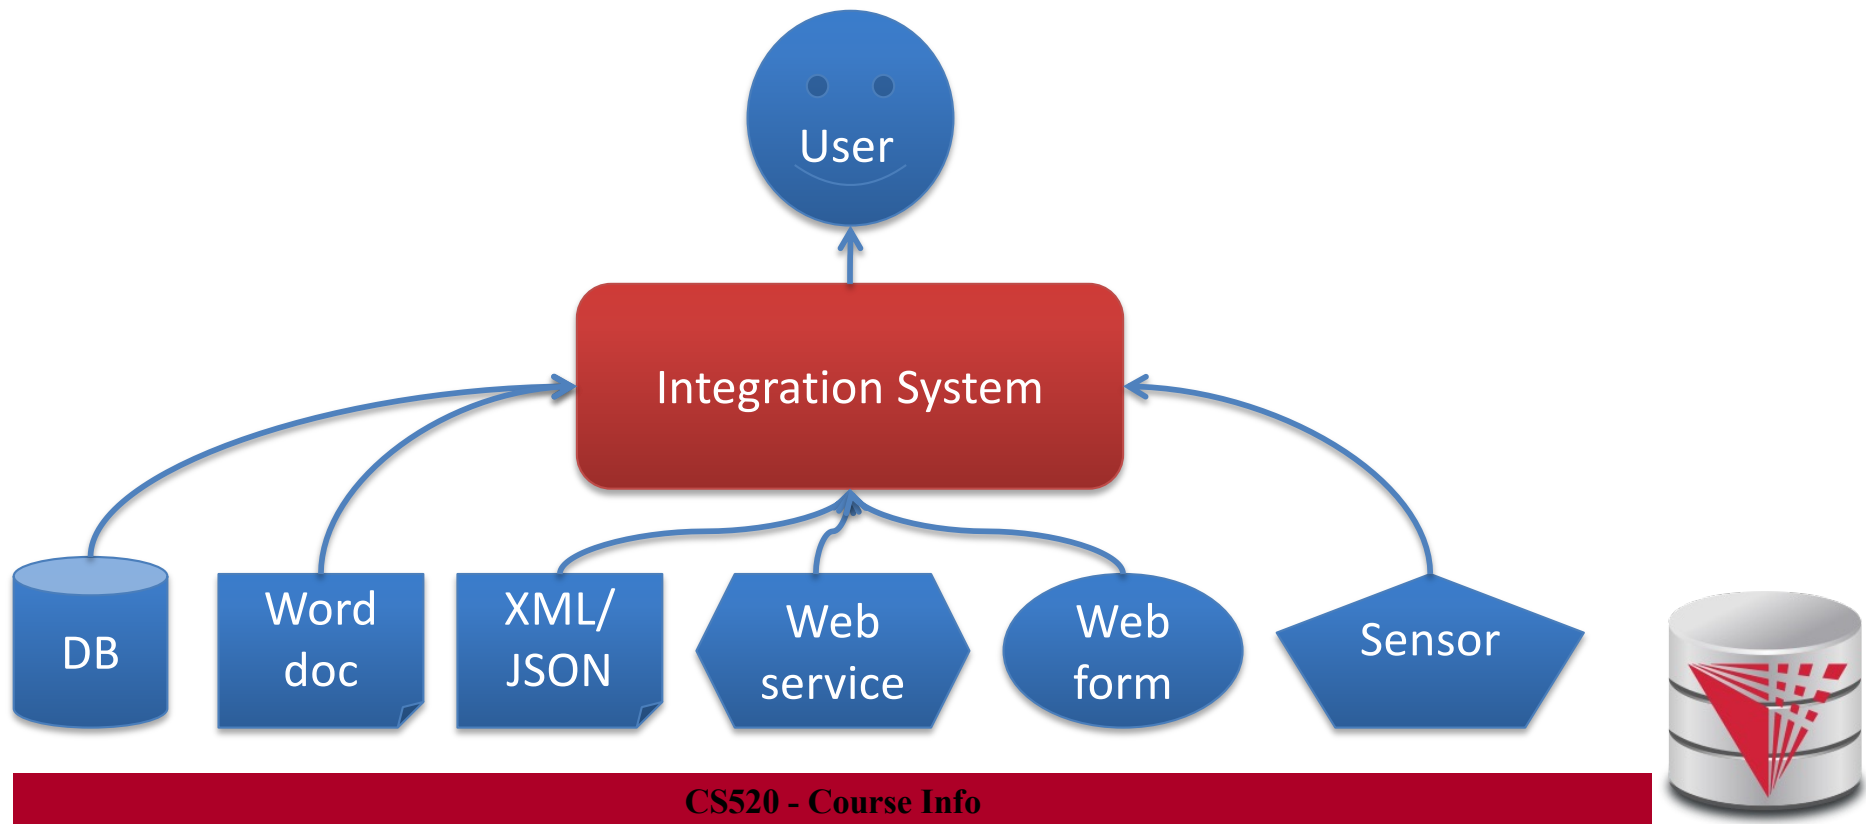 User
Integration System
DB
Word
doc
XML/
JSON
Web
service
Web
form
Sensor
CS520 - Course Info